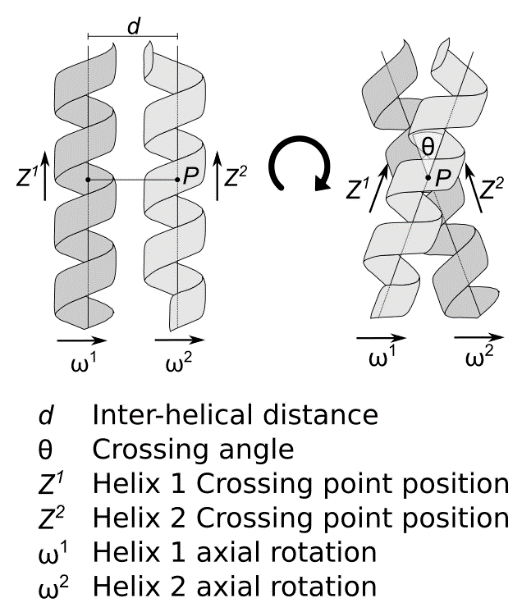 d
Z¹ P Z² Z¹ θ P Z²
ω¹ ω² ω¹ ω²
d Inter-helical distance
θ Crossing angle
Z¹ Helix 1 Crossing point position
Z² Helix 2 Crossing point position
ω¹ Helix 1 axial rotation
ω² Helix 2 axial rotation